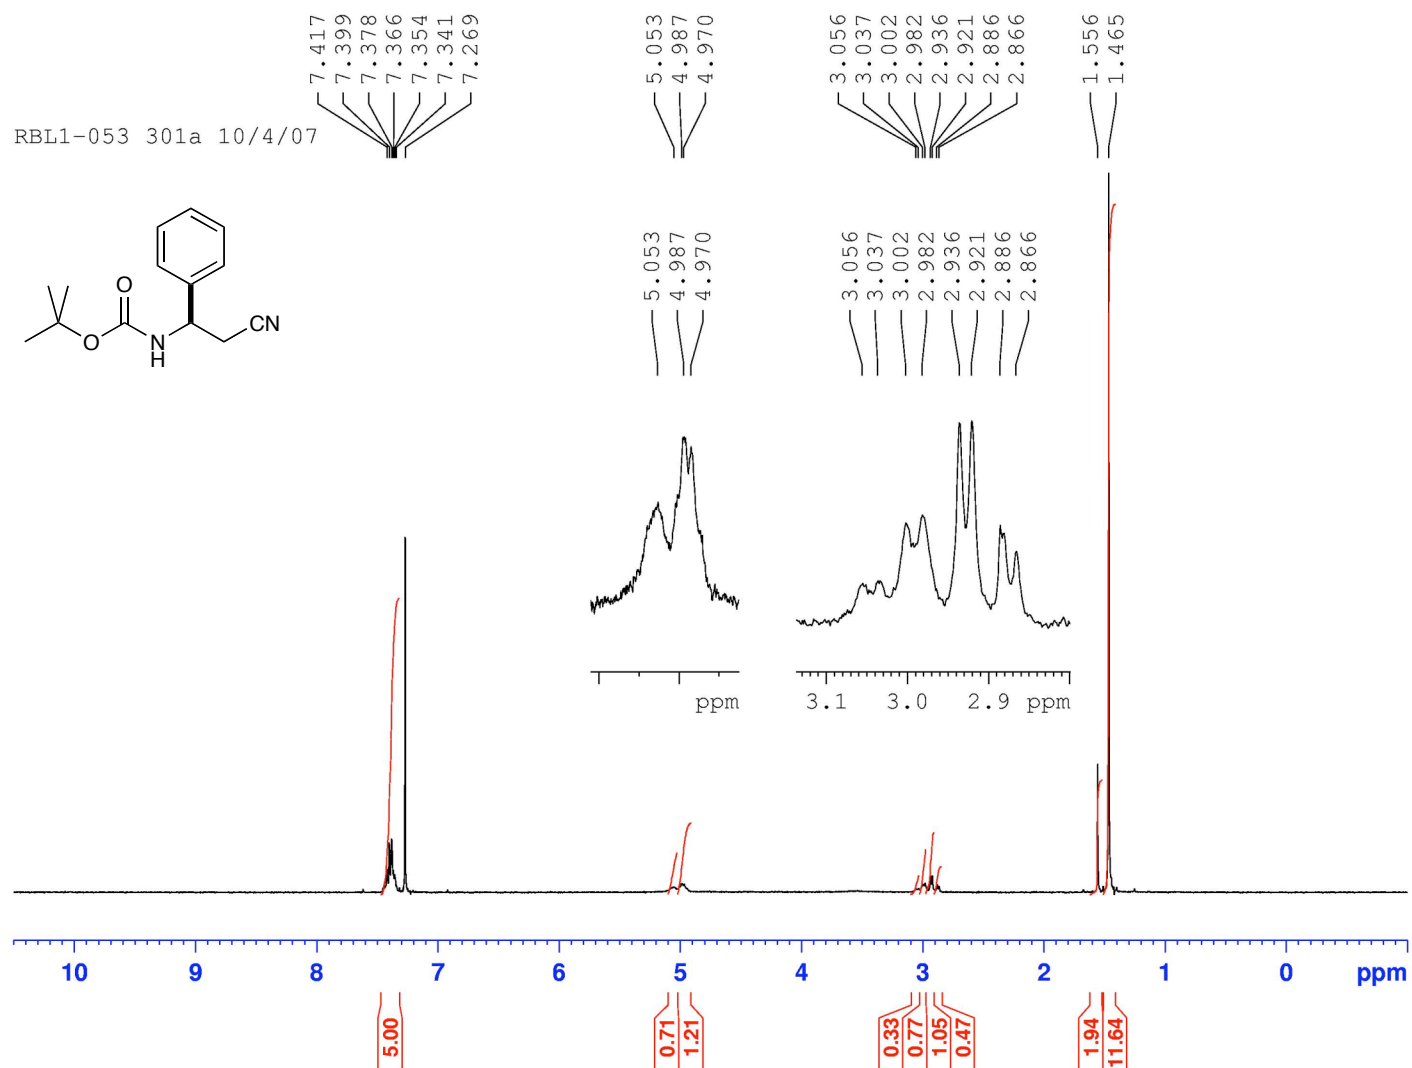 7.417 7.399 7.378 7.366 7.354 7.341 7.269 5.053 4.987 4.970 3.056 3.037 3.002 2.982 2.936 2.921 2.886 2.866 1.556 1.465
RBL1-053 301a 10/4/07
5.053 4.987 4.970 3.056 3.037 3.002 2.982 2.936 2.921 2.886 2.866
O
CN
O
N
H
ppm 3.1 3.0 2.9 ppm
10 9 8 7 6 5 4 3 2 1 0 ppm
5.00 0.71 1.21 0.33 0.77 1.05 0.47 1.94 11.64